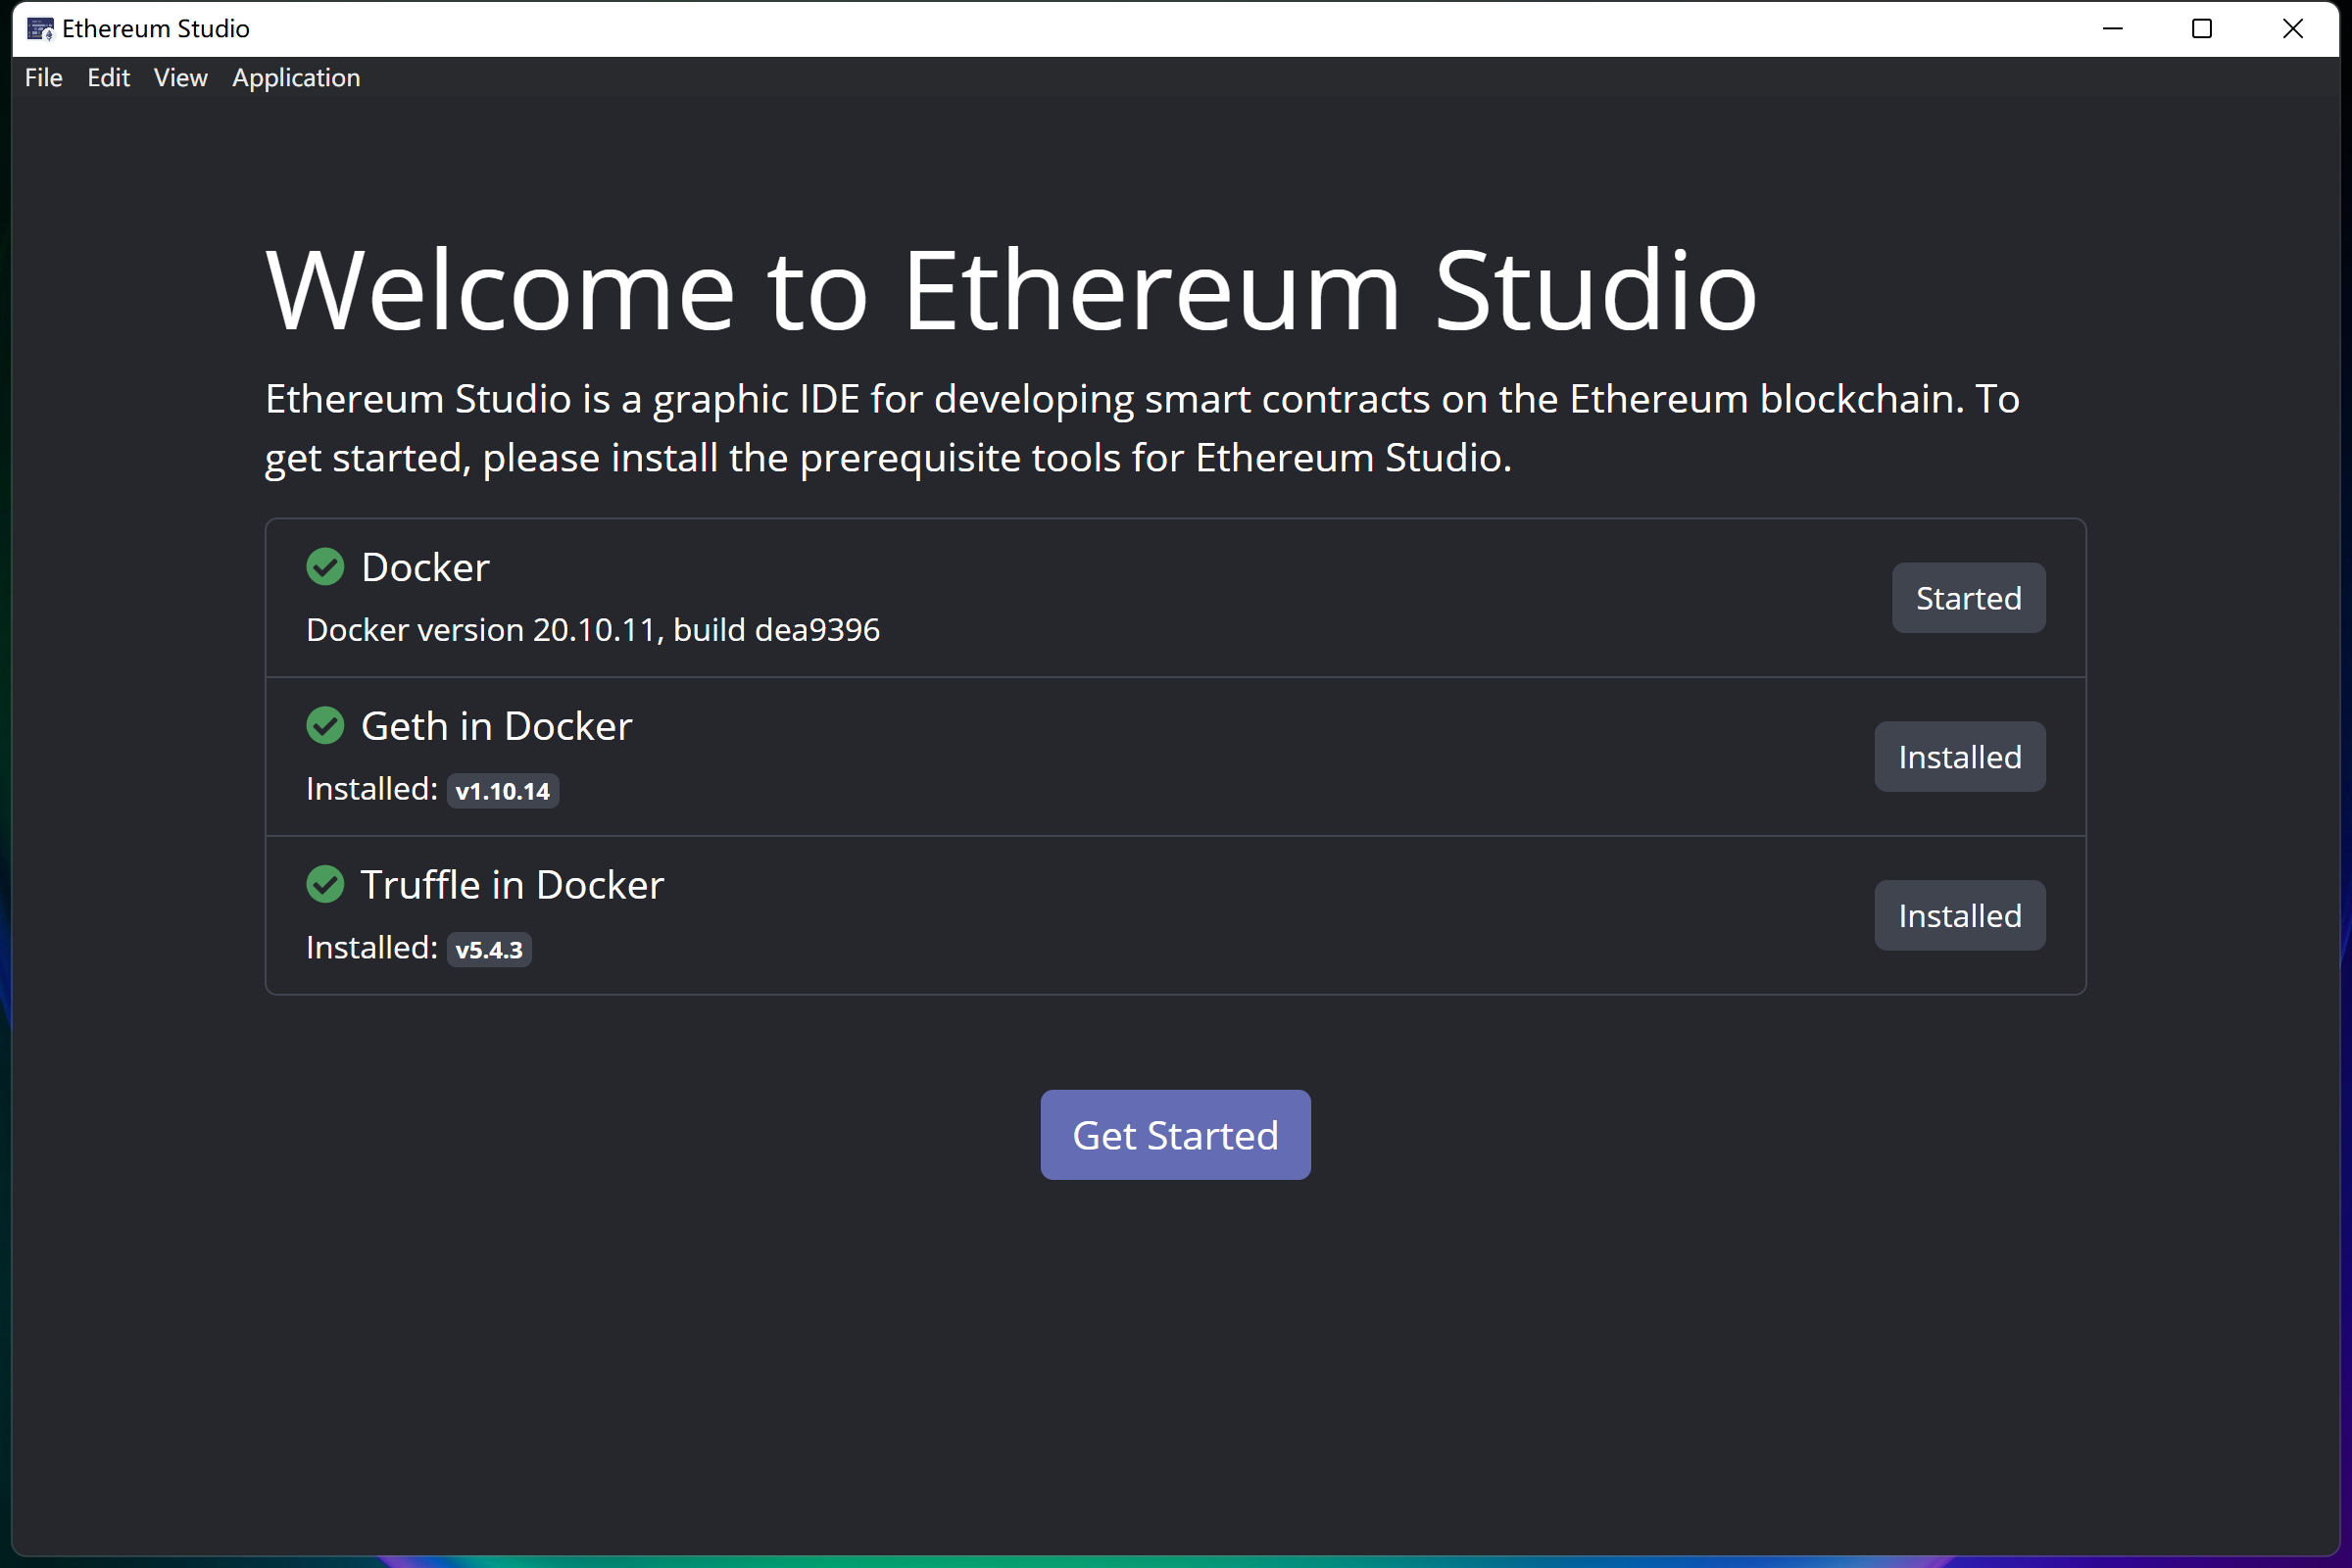 Ethereum Studio
File Edit View Application
Welcome to Ethereum Studio
Ethereum Studio is a graphic IDE for developing smart contracts on the Ethereum blockchain. To
get started, please install the prerequisite tools for Ethereum Studio.
Docker
Docker version 20.10.11, build dea9396
Started
Geth in Docker
Installed: v1.10.14
Installed
Truffle in Docker
Installed: v5.4.3
Installed
Get Started